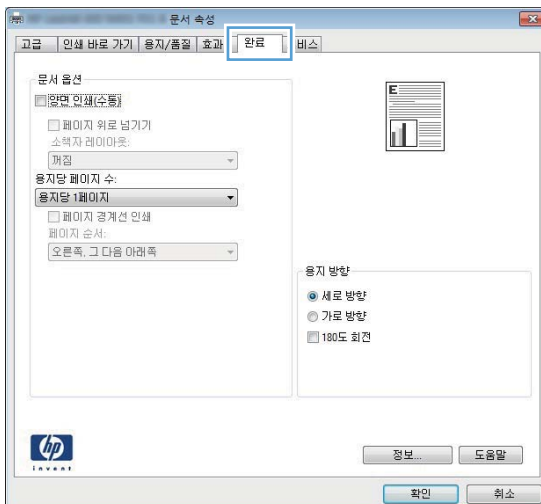 문서 속성
고급 인쇄 바로 가기 용지/품질 효과 완료 비스
문서 옵션
양면 인쇄(수동)
페이지 위로 넘기기
소책자 레이아웃:
꺼짐
용지당 페이지 수:
용지당 1페이지
페이지 경계선 인쇄
페이지 순서:
오른쪽, 그 다음 아래쪽
E
용지 방향
세로 방향
가로 방향
180도 회전
hp
invent
정보... 도움말
확인 취소